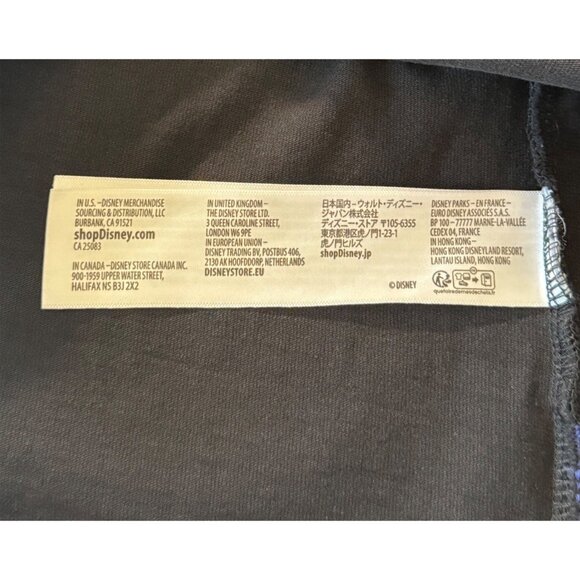 IN U.S. –DISNEY MERCHANDISE
SOURCING & DISTRIBUTION, LLC
BURBANK, CA 91521
shopDisney.com
CA 25083
IN CANADA –DISNEY STORE CANADA INC.
900-1959 UPPER WATER STREET,
HALIFAX NS B3J 2X2
IN UNITED KINGDOM –
THE DISNEY STORE LTD.
3 QUEEN CAROLINE STREET,
LONDON W6 9PE
IN EUROPEAN UNION –
DISNEY TRADING BV, POSTBUS 406,
2130 AK HOOFDDORP, NETHERLANDS
DISNEYSTORE.EU
日本国内－ウォルト・ディズニー・
ジャパン株式会社
ディズニー・ストア 〒105-6355
東京都港区虎ノ門1-23-1
虎ノ門ヒルズ
shopDisney.jp
© DISNEY
DISNEY PARKS – EN FRANCE –
EURO DISNEY ASSOCIÉS S.A.S.
BP 100 – 77777 MARNE-LA-VALLÉE
CEDEX 04, FRANCE
IN HONG KONG –
HONG KONG DISNEYLAND RESORT,
LANTAU ISLAND, HONG KONG
quefairedemesdechets.fr